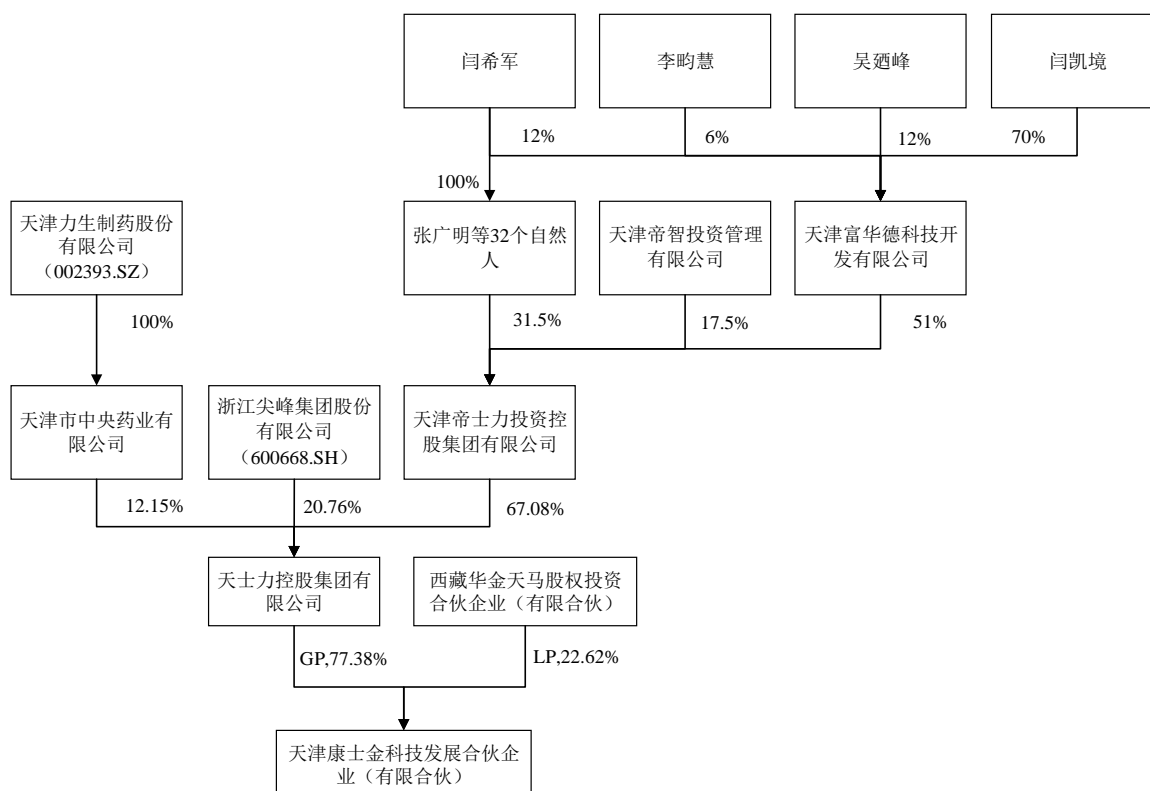 闫希军
李畇慧
吴迺峰
闫凯境
12%
6%
12%
70%
100%
天津力生制药股份
有限公司
（002393.SZ）
张广明等32个自然
人
天津帝智投资管理
有限公司
天津富华德科技开
发有限公司
100%
31.5%
17.5%
51%
天津市中央药业有
限公司
浙江尖峰集团股份
有限公司
（600668.SH）
天津帝士力投资控
股集团有限公司
12.15%
20.76%
67.08%
天士力控股集团有
限公司
西藏华金天马股权投资
合伙企业（有限合伙）
GP,77.38%
LP,22.62%
天津康士金科技发展合伙企
业（有限合伙）